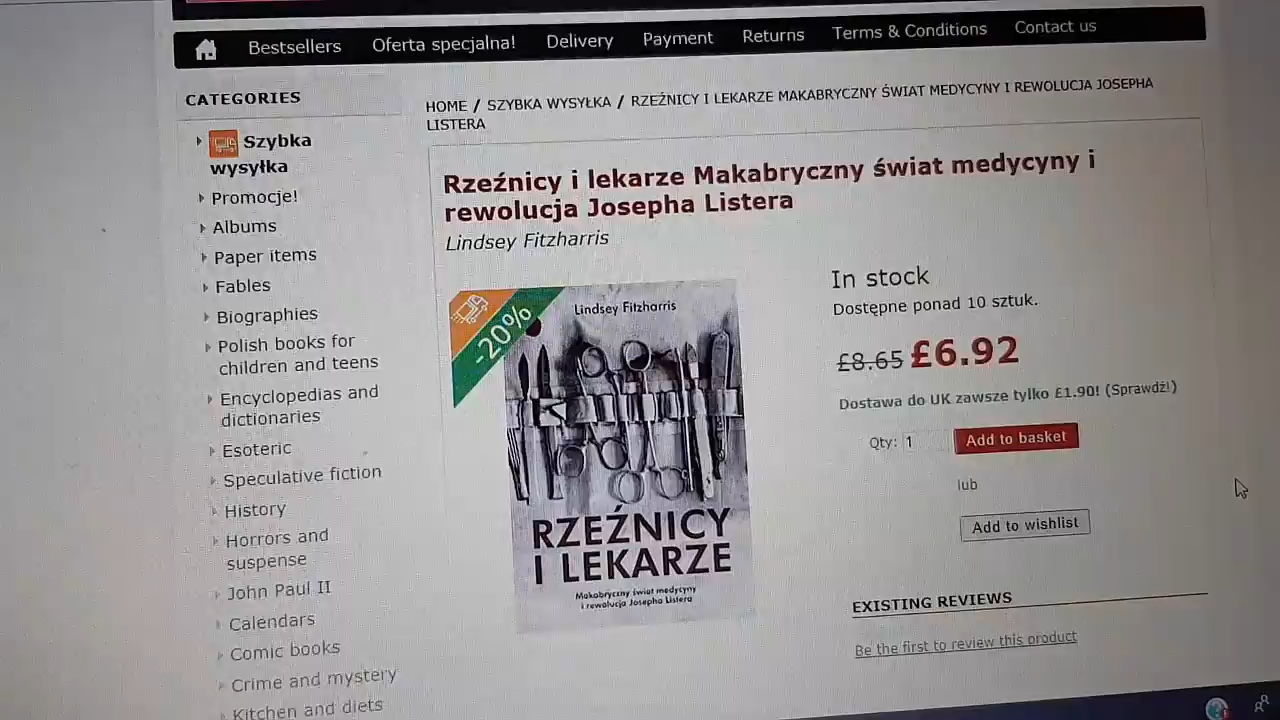 Bestsellers Oferta specjalna! Delivery Payment Returns Terms & Conditions Contact us
CATEGORIES
Szybka
wysyłka
Promocje!
Albums
Paper items
Fables
Biographies
Polish books for
children and teens
Encyclopedias and
dictionaries
Esoteric
Speculative fiction
History
Horrors and
suspense
John Paul II
Calendars
Comic books
Crime and mystery
Kitchen and diets
HOME / SZYBKA WYSYŁKA / RZEŹNICY I LEKARZE MAKABRYCZNY ŚWIAT MEDYCYNY I REWOLUCJA JOSEPHA
LISTERA
Rzeźnicy i lekarze Makabryczny świat medycyny i
rewolucja Josepha Listera
Lindsey Fitzharris
-20%
Lindsey Fitzharris
RZEŹNICY
I LEKARZE
Makabryczny świat medycyny
i rewolucja Josepha Listera
In stock
Dostępne ponad 10 sztuk.
£8.65 £6.92
Dostawa do UK zawsze tylko £1.90! (Sprawdź!)
Qty: 1 Add to basket
lub
Add to wishlist
EXISTING REVIEWS
Be the first to review this product